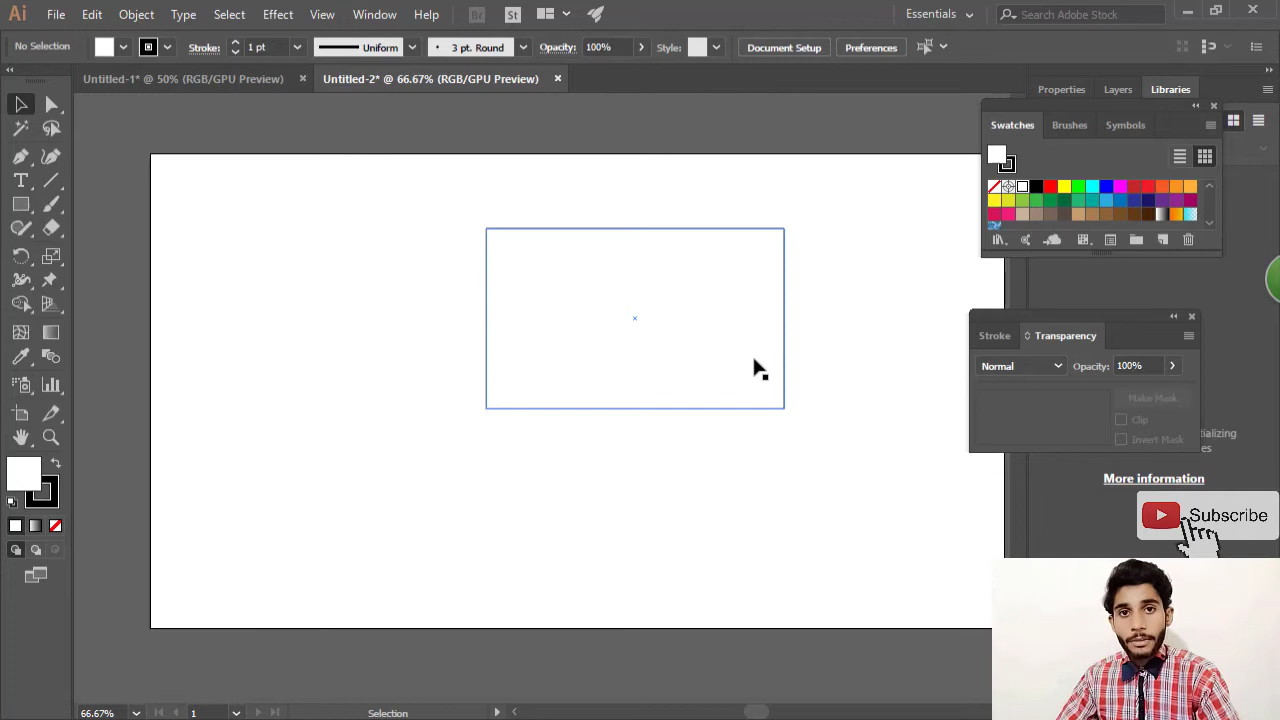 Ai File Edit Object Type Select Effect View Window Help Br St Essentials Search Adobe Stock
No Selection Stroke: 1 pt Uniform 3 pt. Round Opacity: 100% Style: Document Setup Preferences
Untitled-1* @ 50% (RGB/GPU Preview) Untitled-2* @ 66.67% (RGB/GPU Preview)
Properties Layers Libraries
Swatches Brushes Symbols
Stroke Transparency
Normal Opacity: 100%
Make Mask
Clip
Invert Mask
More information
Subscribe
66.67% 1 Selection